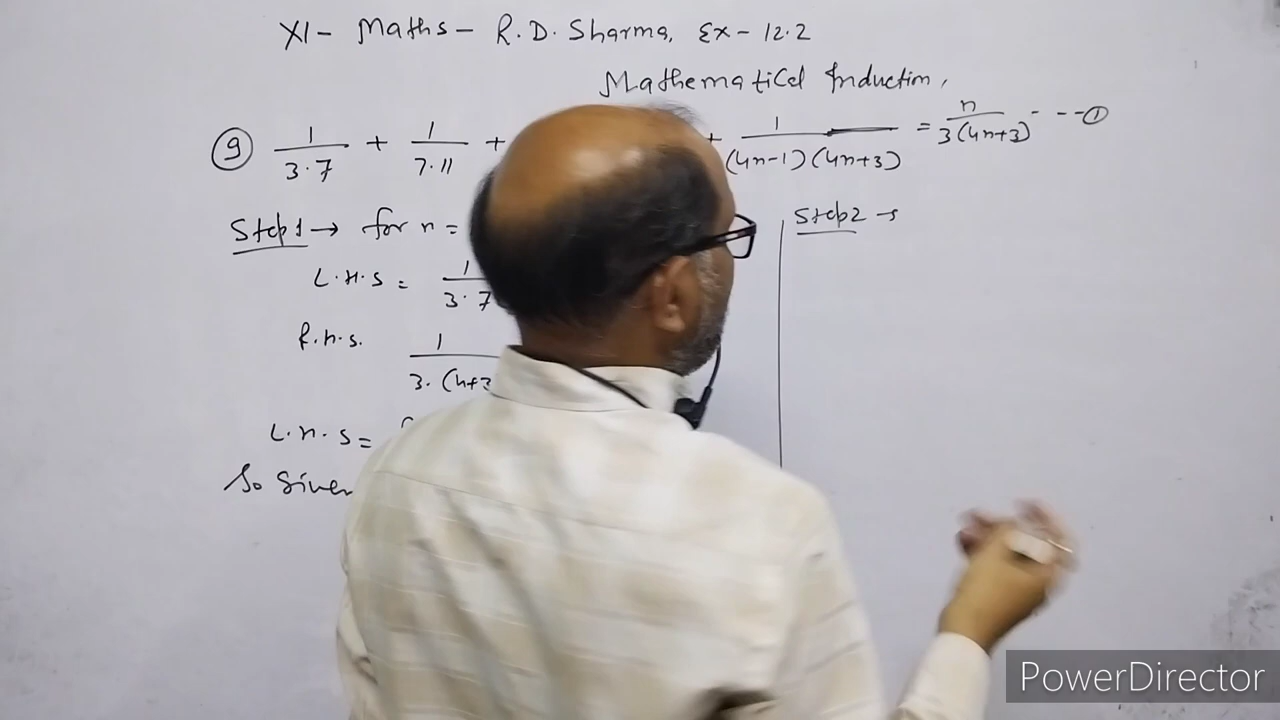 XI- Maths- R.D. Sharma, Ex-12.2
Mathematical Induction,
9 1/3.7 + 1/7.11 + + 1/(4n-1)(4n+3) = n/3(4n+3) ---①
Step1→ for n =
L.H.S = 1/3.7
R.H.S. 1/3.(4+3
L.H.S =
So Given
Step2 →
PowerDirector